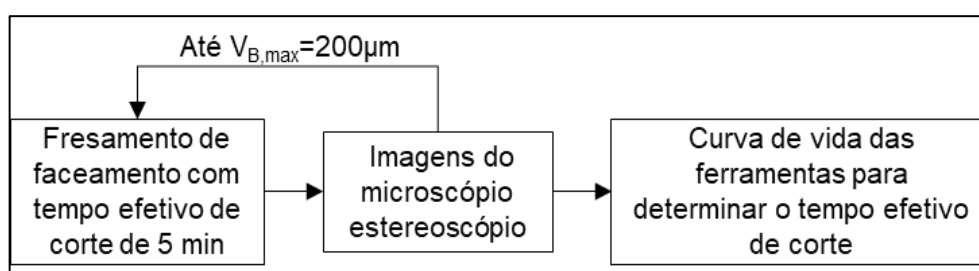 Até V_B,max=200μm
Fresamento de
faceamento com
tempo efetivo de
corte de 5 min
Imagens do
microscópio
estereoscópio
Curva de vida das
ferramentas para
determinar o tempo efetivo
de corte